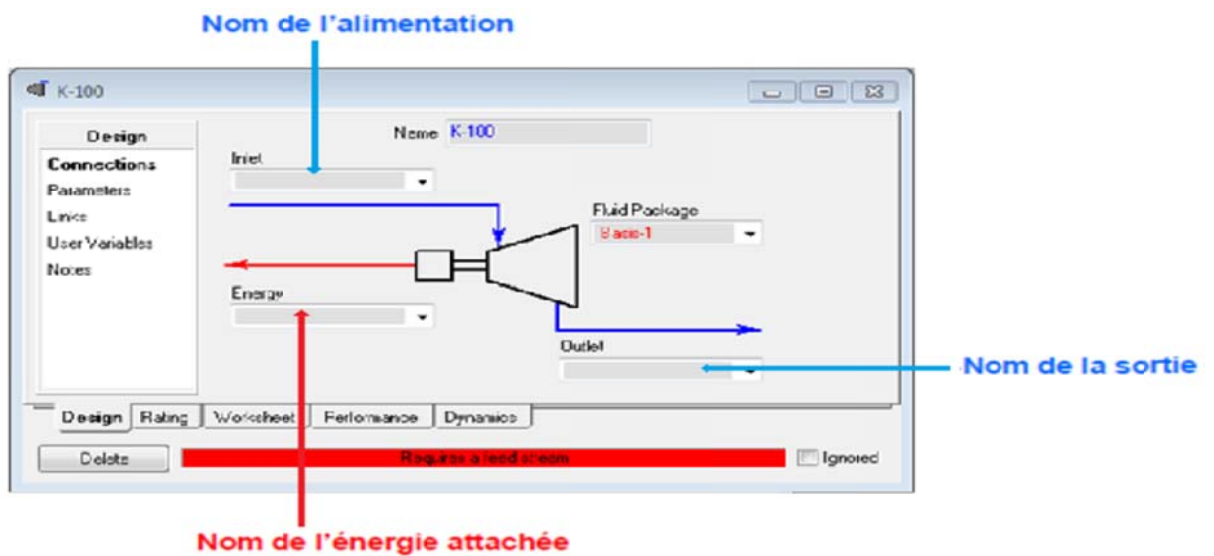 Nom de l'alimentation
K-100
Design
Name K-100
Connections
Inlet
Parameters
Links
Fluid Package
User Variables
Basis-1
Notes
Energy
Outlet
Nom de la sortie
Design Rating Worksheet Performance Dynamics
Delete Requires a feed stream Ignored
Nom de l'énergie attachée